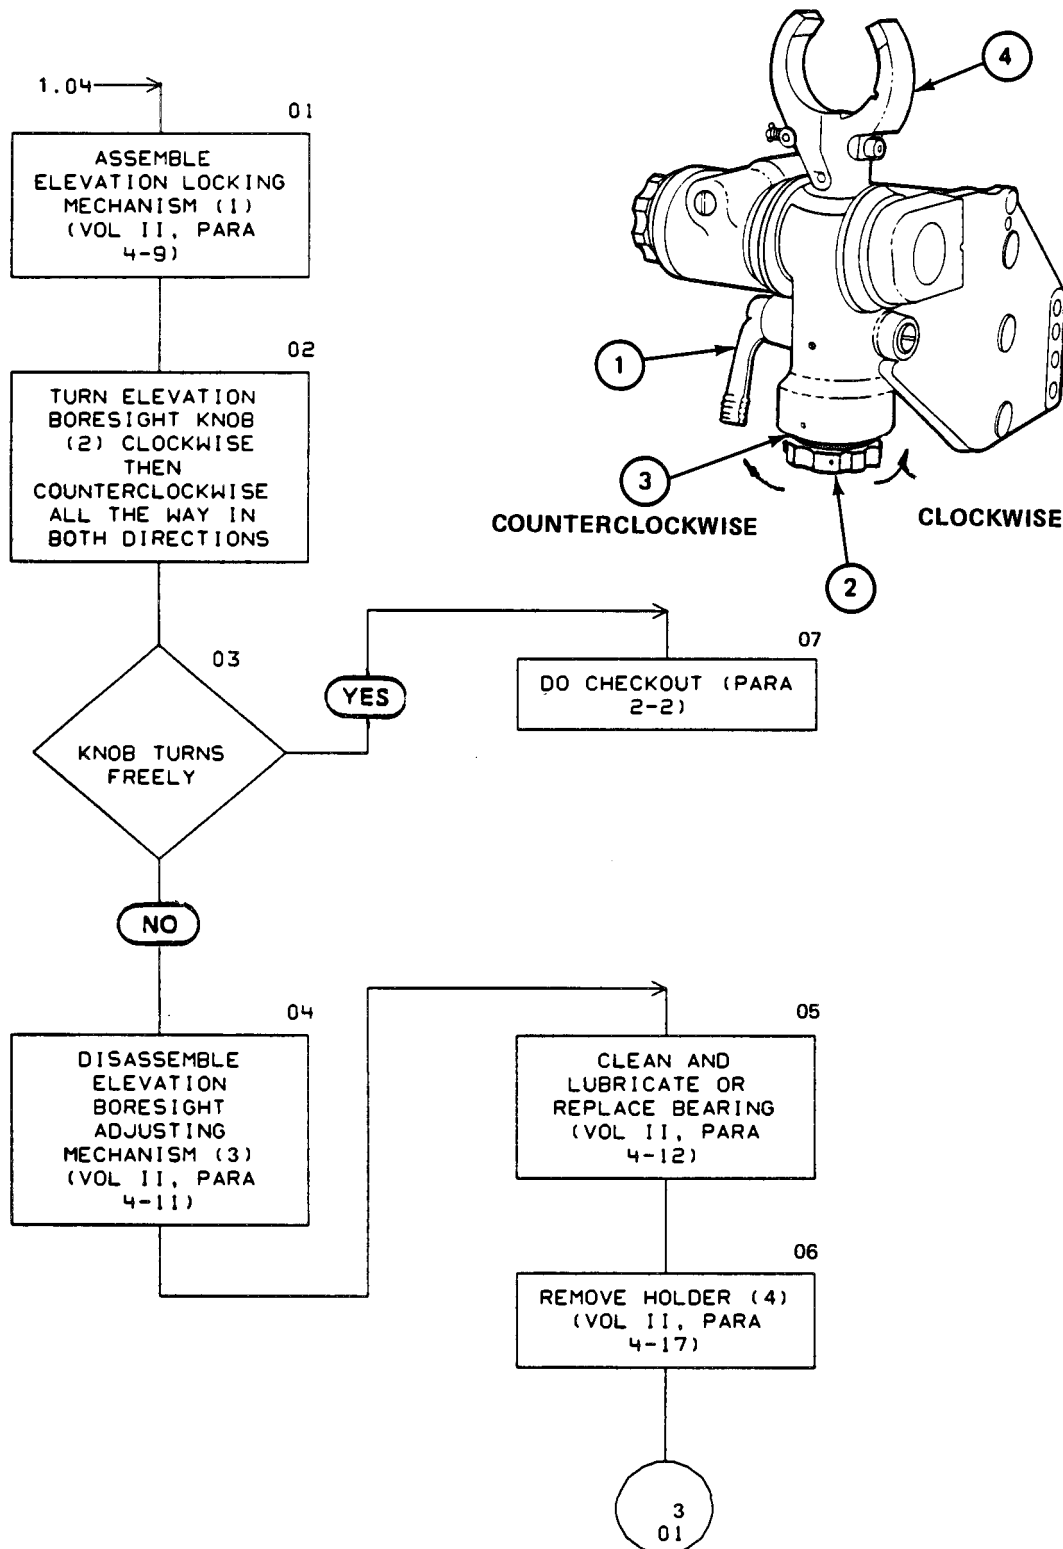 1.04
01
ASSEMBLE
ELEVATION LOCKING
MECHANISM (1)
(VOL II, PARA
4-9)
02
TURN ELEVATION
BORESIGHT KNOB
(2) CLOCKWISE
THEN
COUNTERCLOCKWISE
ALL THE WAY IN
BOTH DIRECTIONS
4
1
3
COUNTERCLOCKWISE
CLOCKWISE
2
03
KNOB TURNS
FREELY
YES
07
DO CHECKOUT (PARA
2-2)
NO
04
DISASSEMBLE
ELEVATION
BORESIGHT
ADJUSTING
MECHANISM (3)
(VOL II, PARA
4-11)
05
CLEAN AND
LUBRICATE OR
REPLACE BEARING
(VOL II, PARA
4-12)
06
REMOVE HOLDER (4)
(VOL II, PARA
4-17)
3
01